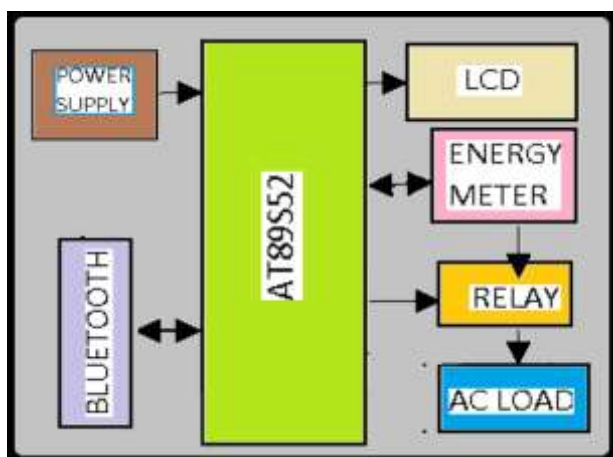 POWER
SUPPLY
LCD
ENERGY
METER
AT89S52
BLUETOOTH
RELAY
AC LOAD